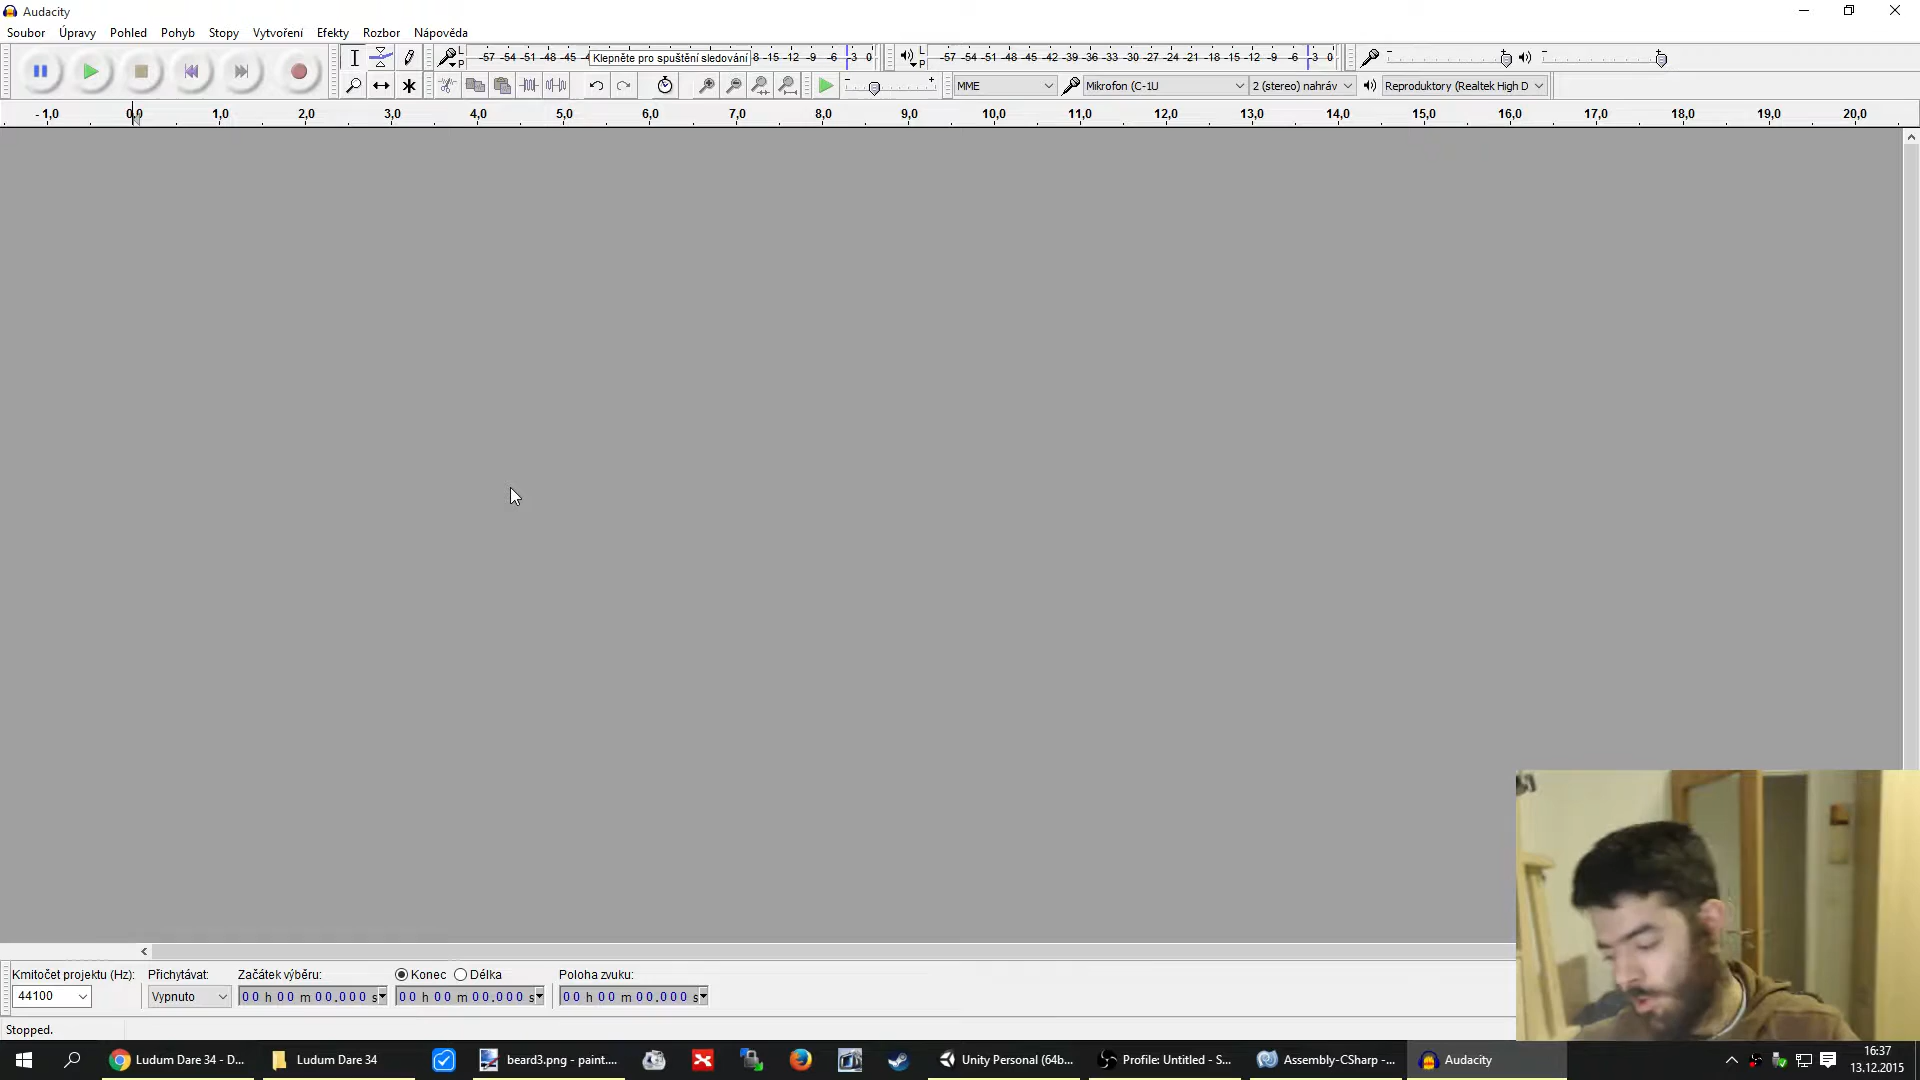 Audacity
Soubor Úpravy Pohled Pohyb Stopy Vytvoření Efekty Rozbor Nápověda
L P -57 -54 -51 -48 -45 -4 Klepněte pro spuštění sledování 8 -15 -12 -9 -6 -3 0 L P -57 -54 -51 -48 -45 -42 -39 -36 -33 -30 -27 -24 -21 -18 -15 -12 -9 -6 -3 0
MME Mikrofon (C-1U 2 (stereo) nahráv Reproduktory (Realtek High D
-1,0 0,0 1,0 2,0 3,0 4,0 5,0 6,0 7,0 8,0 9,0 10,0 11,0 12,0 13,0 14,0 15,0 16,0 17,0 18,0 19,0 20,0
Kmitočet projektu (Hz): Přichytávat: Začátek výběru: Konec Délka Poloha zvuku:
44100 Vypnuto 00 h 00 m 00.000 s 00 h 00 m 00.000 s 00 h 00 m 00.000 s
Stopped.
Ludum Dare 34 - D... Ludum Dare 34 beard3.png - paint.... Unity Personal (64b... Profile: Untitled - S... Assembly-CSharp -... Audacity
16:37
13.12.2015